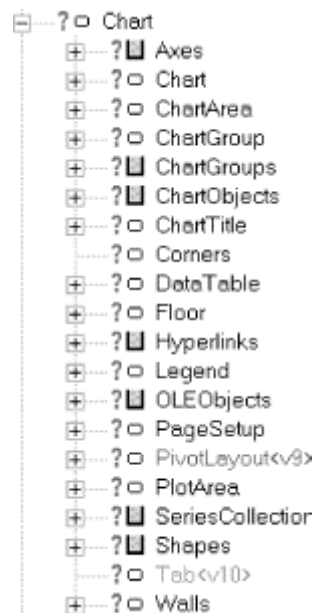 ? Chart
? Axes
? Chart
? ChartArea
? ChartGroup
? ChartGroups
? ChartObjects
? ChartTitle
? Corners
? DataTable
? Floor
? Hyperlinks
? Legend
? OLEObjects
? PageSetup
? PivotLayout<v9>
? PlotArea
? SeriesCollection
? Shapes
? Tab<v10>
? Walls